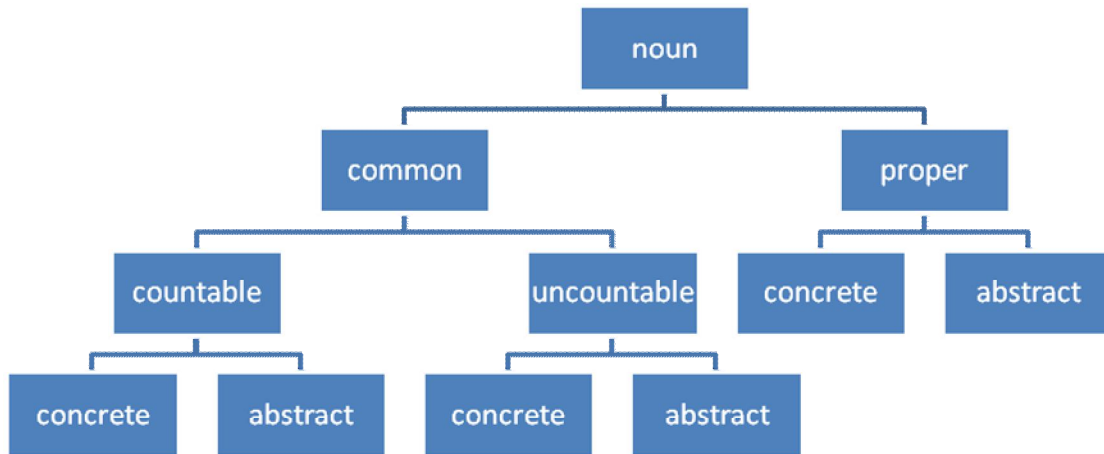 noun
common
proper
countable
uncountable
concrete
abstract
concrete
abstract
concrete
abstract